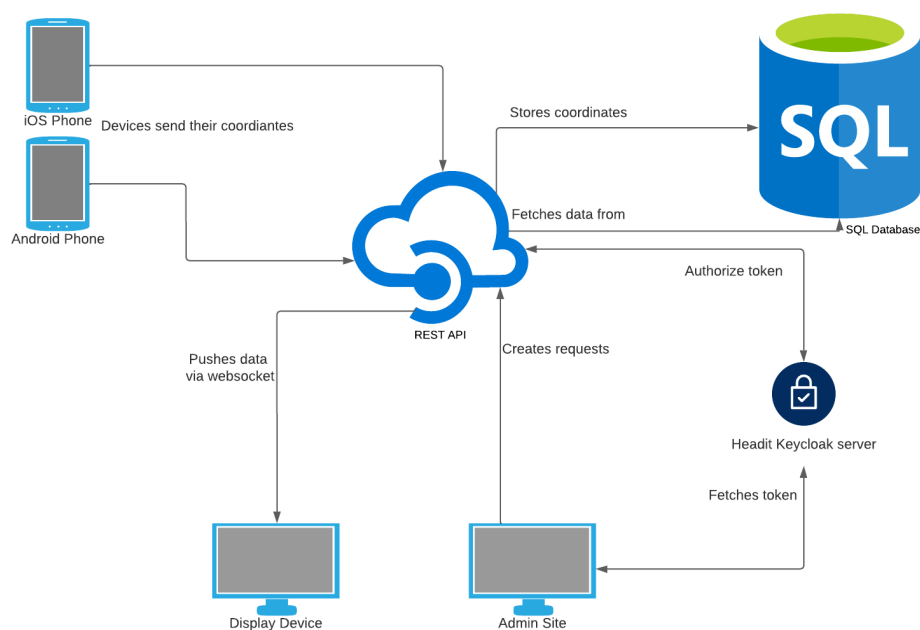 iOS Phone
Devices send their coordiantes
Android Phone
Stores coordinates
SQL
Fetches data from
SQL Database
Authorize token
REST API
Creates requests
Pushes data
via websocket
Headit Keycloak server
Fetches token
Display Device
Admin Site